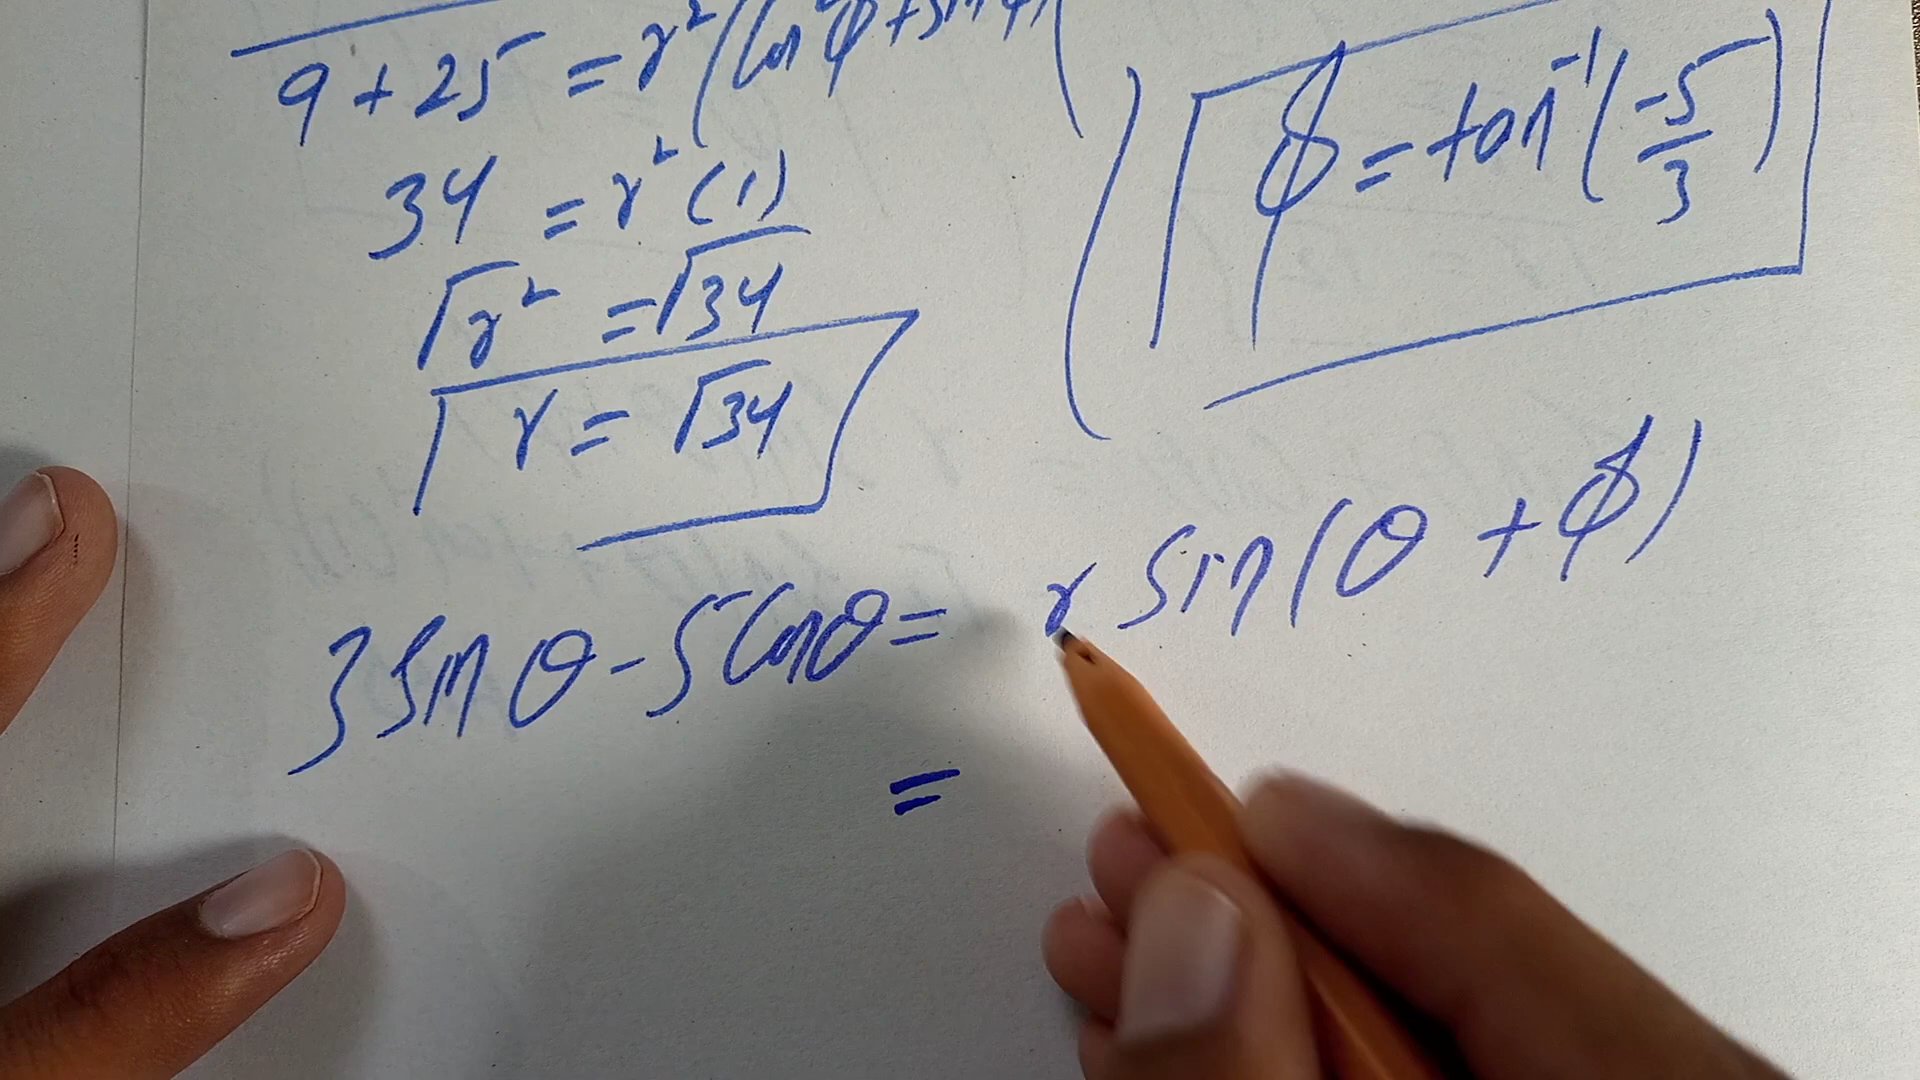 9 + 25 = r² (Cos²φ + sin²φ)
34 = r² (1)
√r² = √34
r = √34
φ = tan⁻¹(-5/3)
3 Sin θ - 5 Cos θ = r sin(θ + φ)
=